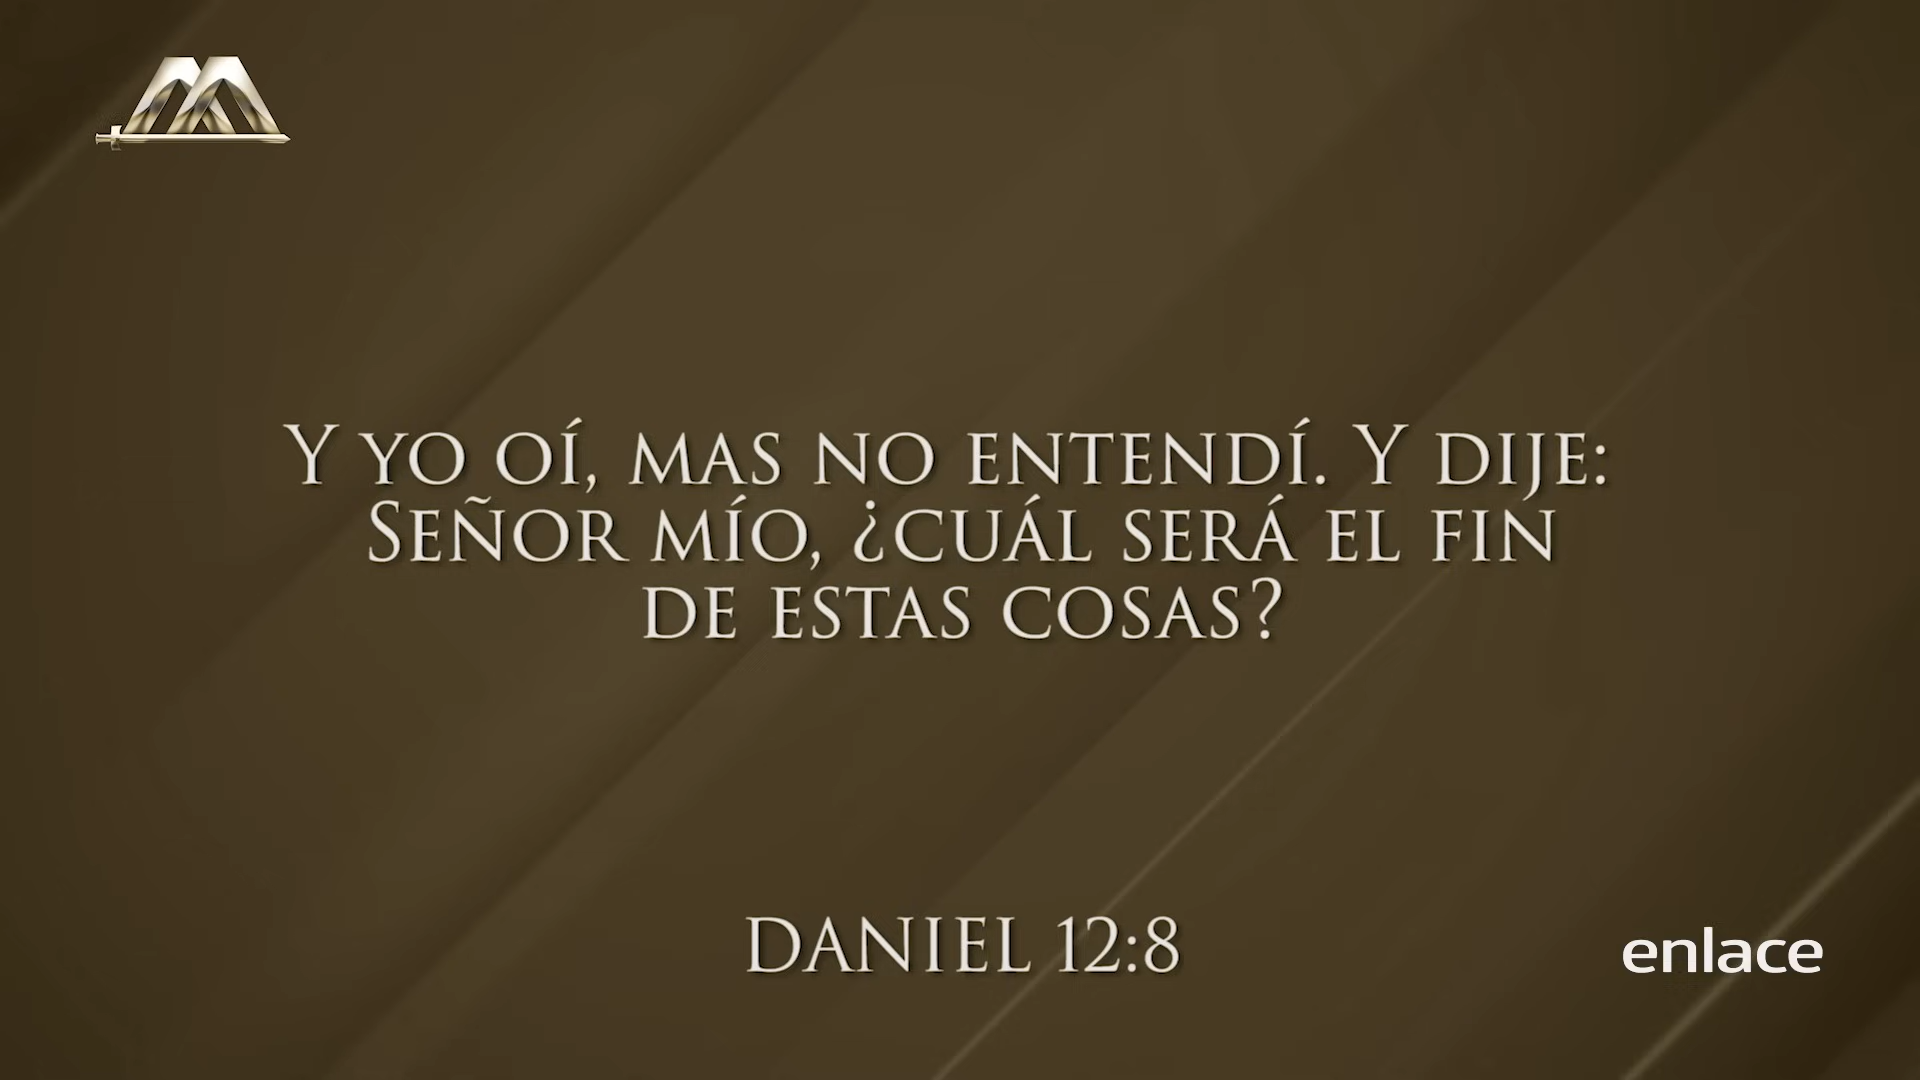 Y yo oí, mas no entendí. Y dije:
Señor mío, ¿cuál será el fin
de estas cosas?
DANIEL 12:8
enlace